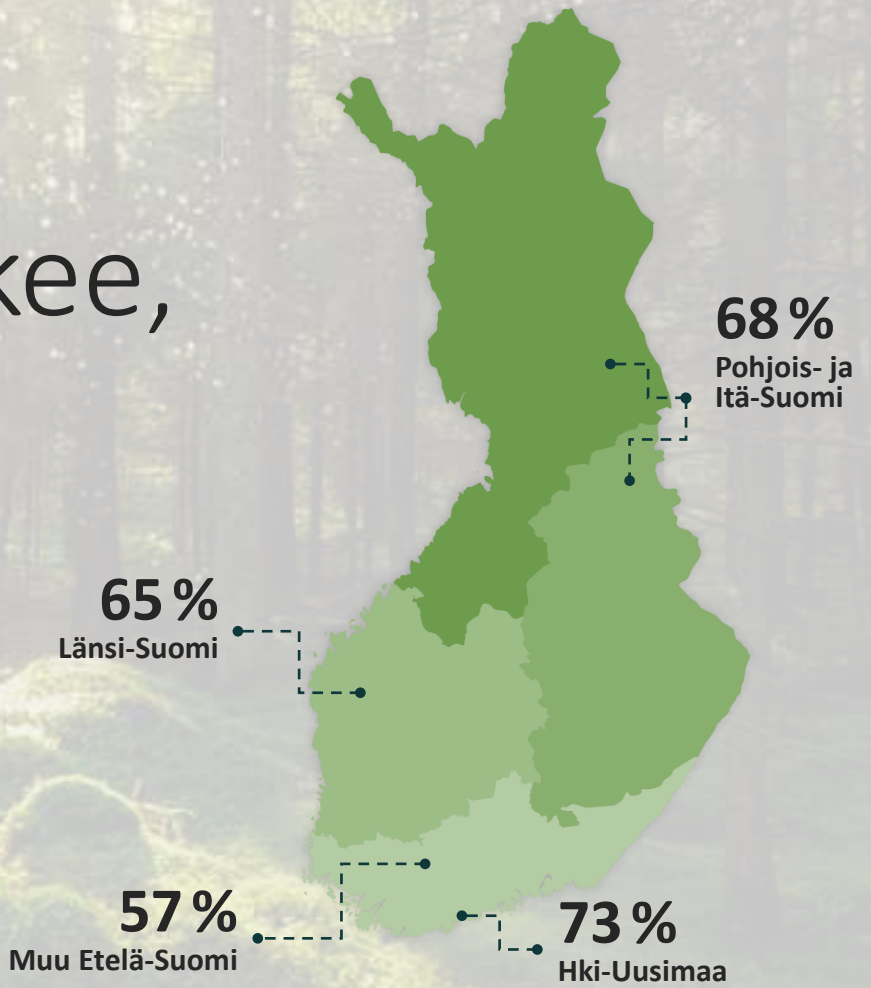 kee,
68 %
Pohjois- ja
Itä-Suomi
65 %
Länsi-Suomi
57 %
Muu Etelä-Suomi
73 %
Hki-Uusimaa